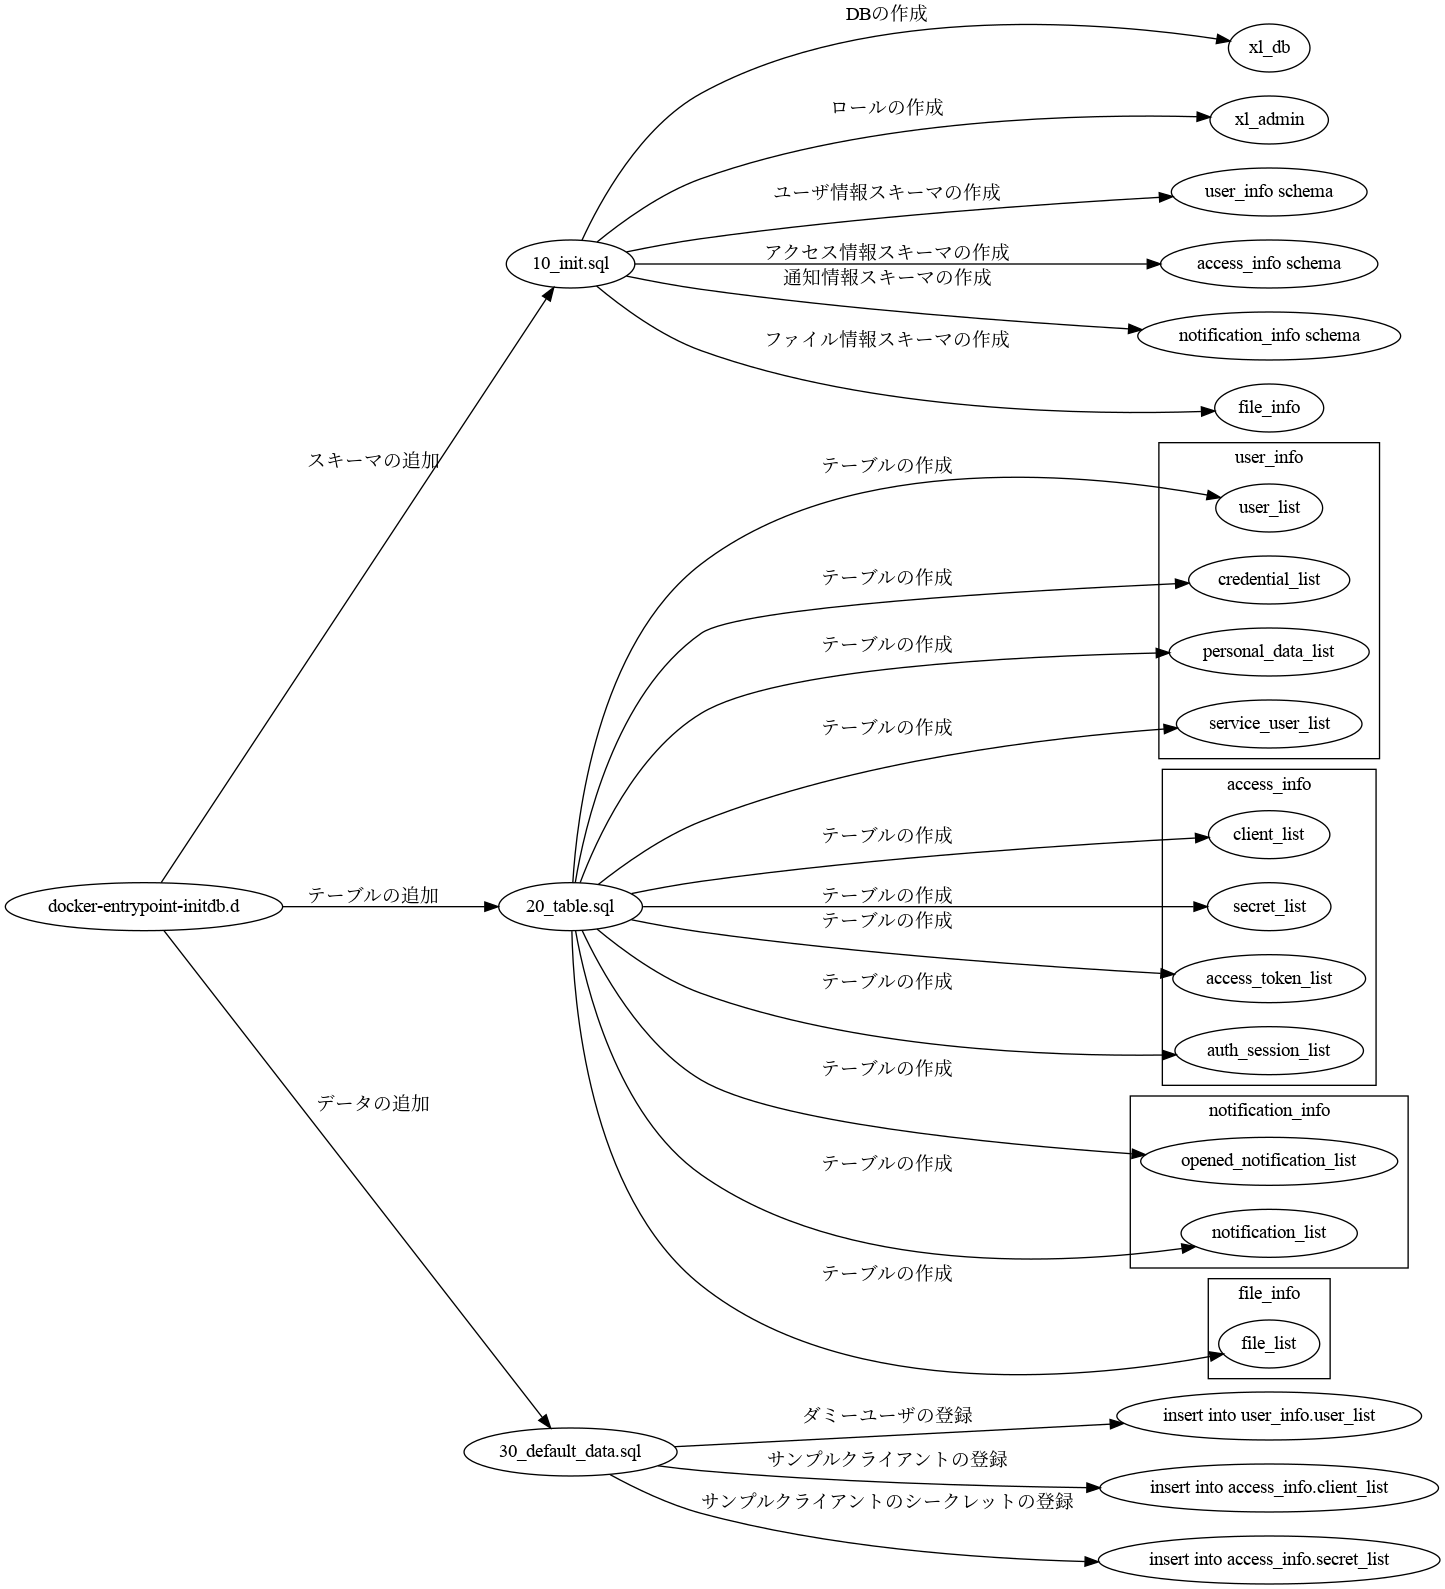 DBの作成
xl_db
ロールの作成
xl_admin
ユーザ情報スキーマの作成
user_info schema
10_init.sql
アクセス情報スキーマの作成
access_info schema
通知情報スキーマの作成
notification_info schema
ファイル情報スキーマの作成
file_info
スキーマの追加
user_info
テーブルの作成
user_list
テーブルの作成
credential_list
テーブルの作成
personal_data_list
テーブルの作成
service_user_list
access_info
テーブルの作成
client_list
docker-entrypoint-initdb.d
テーブルの追加
20_table.sql
テーブルの作成
secret_list
テーブルの作成
access_token_list
テーブルの作成
auth_session_list
テーブルの作成
データの追加
notification_info
テーブルの作成
opened_notification_list
notification_list
テーブルの作成
file_info
file_list
30_default_data.sql
ダミーユーザの登録
insert into user_info.user_list
サンプルクライアントの登録
insert into access_info.client_list
サンプルクライアントのシークレットの登録
insert into access_info.secret_list